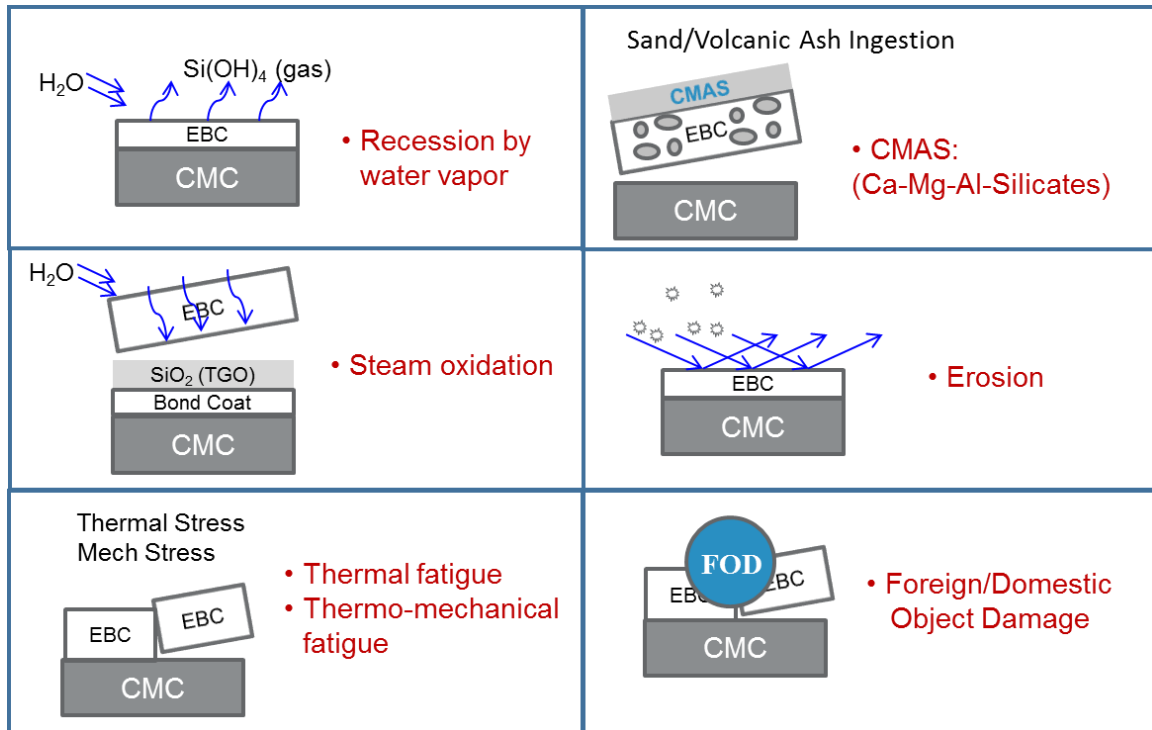 H₂O
Si(OH)₄ (gas)
EBC
CMC
• Recession by
water vapor
Sand/Volcanic Ash Ingestion
CMAS
EBC
CMC
• CMAS:
(Ca-Mg-Al-Silicates)
H₂O
EBC
SiO₂ (TGO)
Bond Coat
CMC
• Steam oxidation
EBC
CMC
• Erosion
Thermal Stress
Mech Stress
EBC
EBC
CMC
• Thermal fatigue
• Thermo-mechanical
fatigue
FOD
EBC
EBC
CMC
• Foreign/Domestic
Object Damage